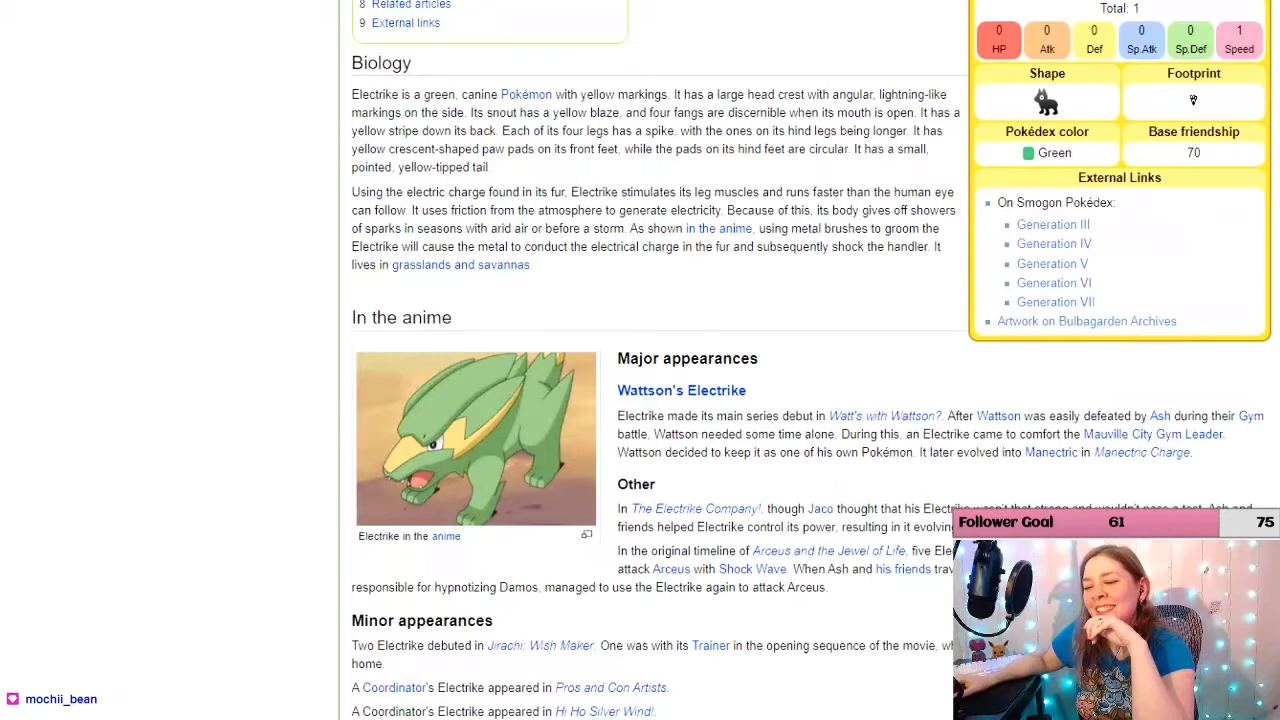 8 Related articles
9 External links
Biology
Electrike is a green, canine Pokémon with yellow markings. It has a large head crest with angular, lightning-like
markings on the side. Its snout has a yellow blaze, and four fangs are discernible when its mouth is open. It has a
yellow stripe down its back. Each of its four legs has a spike, with the ones on its hind legs being longer. It has
yellow crescent-shaped paw pads on its front feet, while the pads on its hind feet are circular. It has a small,
pointed, yellow-tipped tail.
Using the electric charge found in its fur, Electrike stimulates its leg muscles and runs faster than the human eye
can follow. It uses friction from the atmosphere to generate electricity. Because of this, its body gives off showers
of sparks in seasons with arid air or before a storm. As shown in the anime, using metal brushes to groom the
Electrike will cause the metal to conduct the electrical charge in the fur and subsequently shock the handler. It
lives in grasslands and savannas.
Total: 1
0 0 0 0 0 1
HP Atk Def Sp.Atk Sp.Def Speed
Shape Footprint
Pokédex color Base friendship
Green 70
External Links
On Smogon Pokédex:
Generation III
Generation IV
Generation V
Generation VI
Generation VII
Artwork on Bulbagarden Archives
In the anime
Electrike in the anime
Major appearances
Wattson's Electrike
Electrike made its main series debut in Watt's with Wattson?. After Wattson was easily defeated by Ash during their Gym
battle, Wattson needed some time alone. During this, an Electrike came to comfort the Mauville City Gym Leader.
Wattson decided to keep it as one of his own Pokémon. It later evolved into Manectric in Manectric Charge.
Other
In The Electrike Company!, though Jaco thought that his Electrike wasn't that strong and wouldn't pass a test, Ash and
friends helped Electrike control its power, resulting in it evolvin
In the original timeline of Arceus and the Jewel of Life, five Ele
attack Arceus with Shock Wave. When Ash and his friends trav
responsible for hypnotizing Damos, managed to use the Electrike again to attack Arceus.
Minor appearances
Two Electrike debuted in Jirachi: Wish Maker. One was with its Trainer in the opening sequence of the movie, wh
home.
A Coordinator's Electrike appeared in Pros and Con Artists.
A Coordinator's Electrike appeared in Hi Ho Silver Wind!.
Follower Goal 61 75
mochii_bean